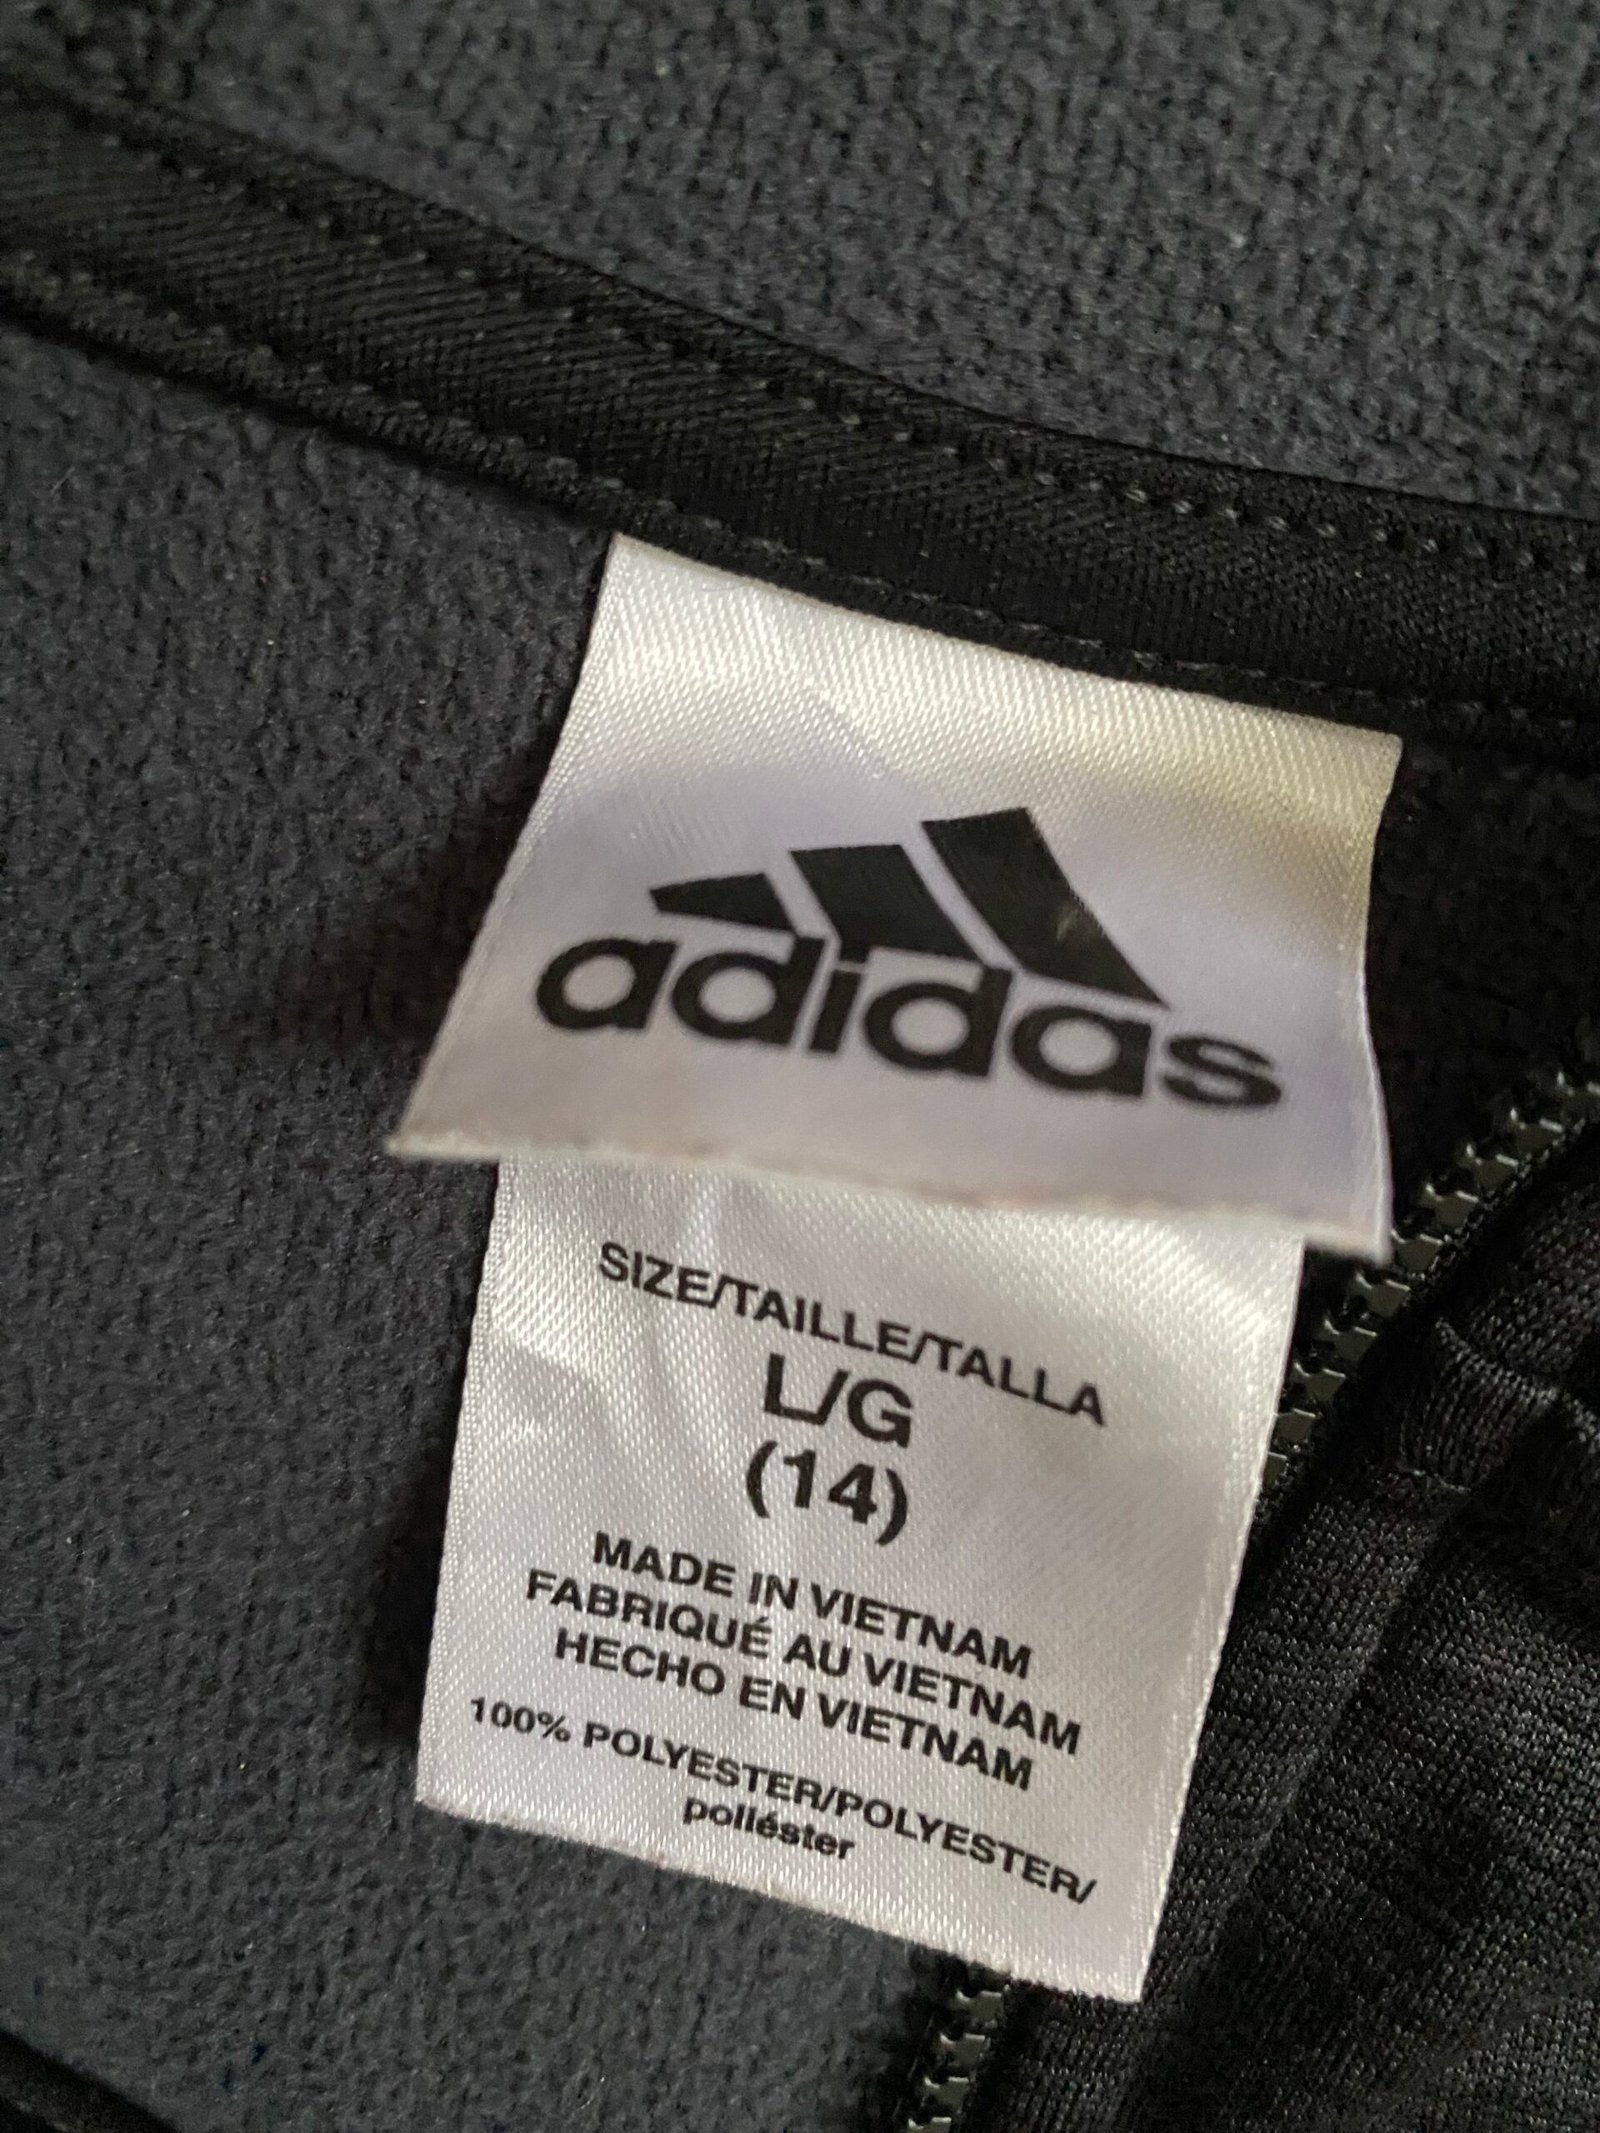 adidas
SIZE/TAILLE/TALLA
L/G
(14)
MADE IN VIETNAM
FABRIQUÉ AU VIETNAM
HECHO EN VIETNAM
100% POLYESTER/POLYESTER/
poliéster